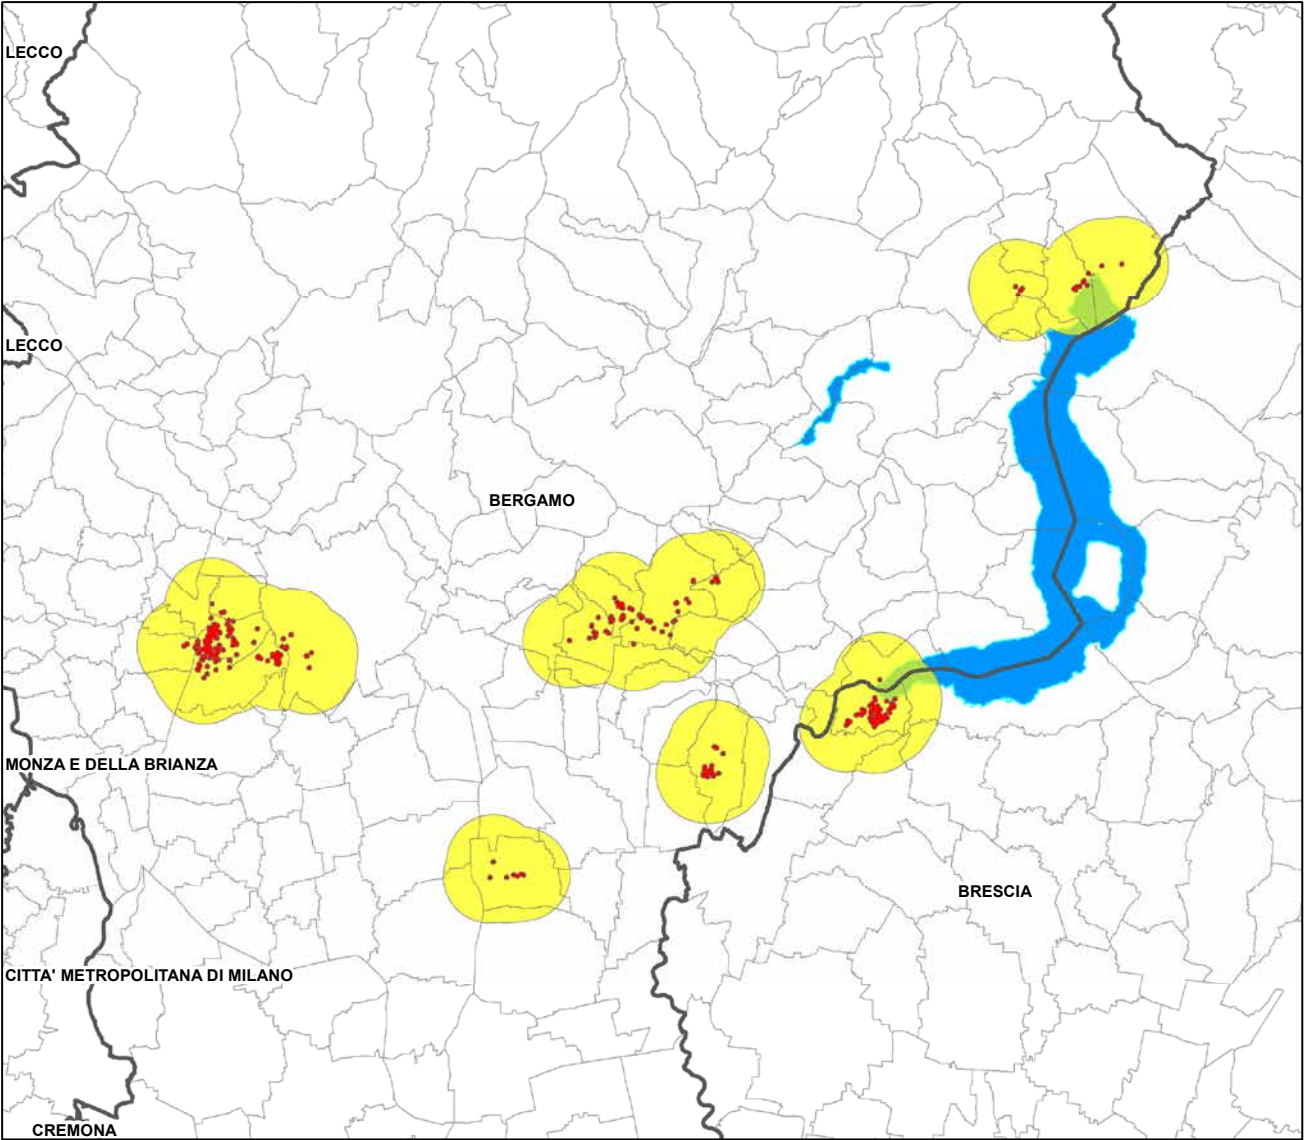 LECCO
LECCO
BERGAMO
MONZA E DELLA BRIANZA
BRESCIA
CITTA' METROPOLITANA DI MILANO
CREMONA